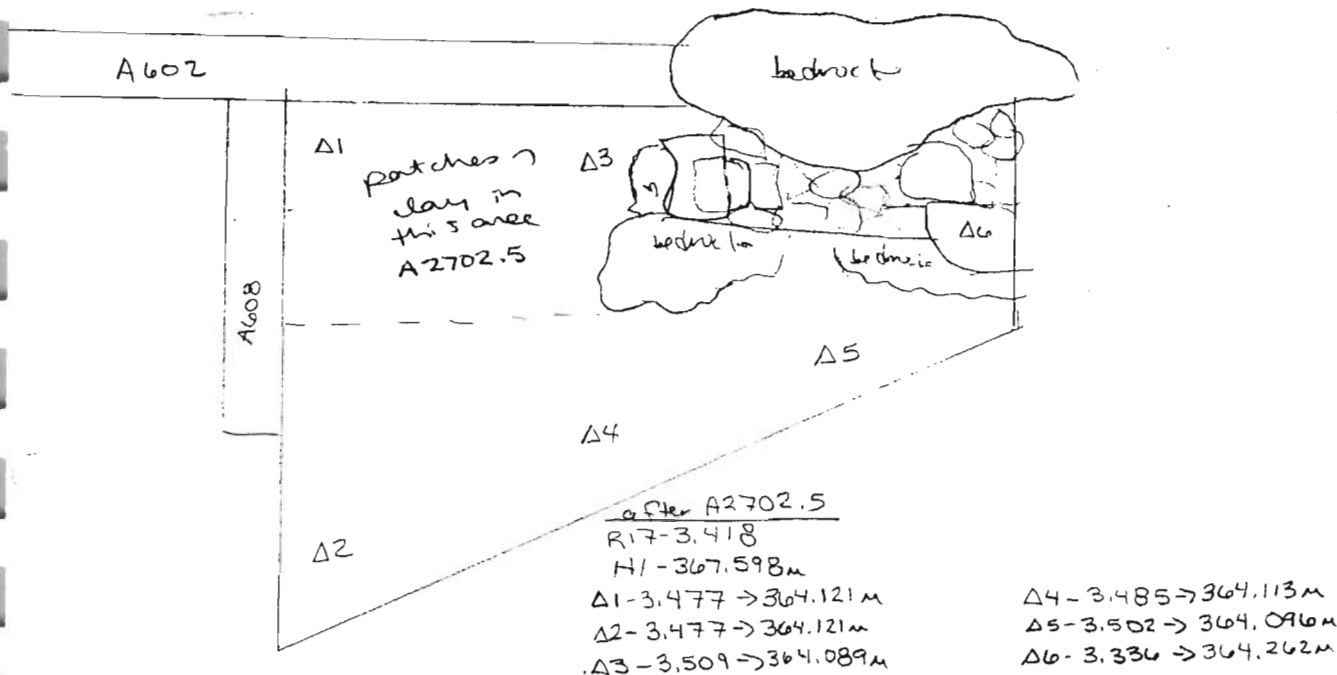 A602
bedrock
Δ1
patches of
clay in
this area
A2702.5
Δ3
A608
bedrock
bedrock
Δ6
Δ5
Δ4
Δ2
after A2702.5
R17-3.418
HI-367.598m
Δ1-3.477->364.121m
Δ2-3.477->364.121m
Δ3-3.509->364.089m
Δ4-3.485->364.113m
Δ5-3.502->364.096m
Δ6-3.336->364.262m